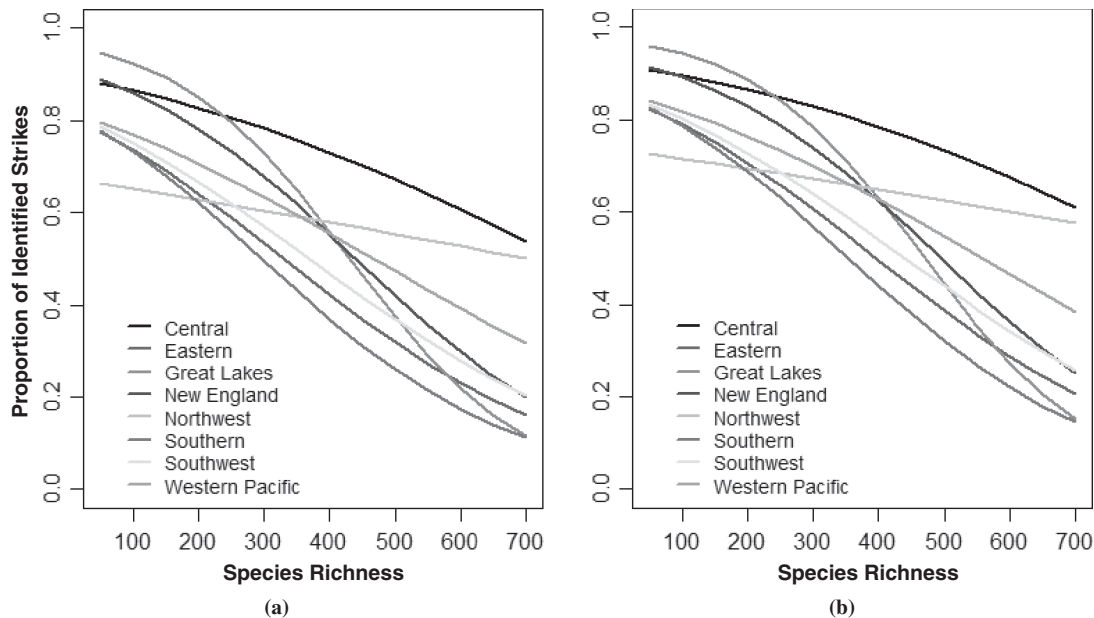 Proportion of Identified Strikes
1.0
0.8
0.6
0.4
0.2
0.0
Central
Eastern
Great Lakes
New England
Northwest
Southern
Southwest
Western Pacific
100 200 300 400 500 600 700
Species Richness
(a)
1.0
0.8
0.6
0.4
0.2
0.0
Central
Eastern
Great Lakes
New England
Northwest
Southern
Southwest
Western Pacific
100 200 300 400 500 600 700
Species Richness
(b)